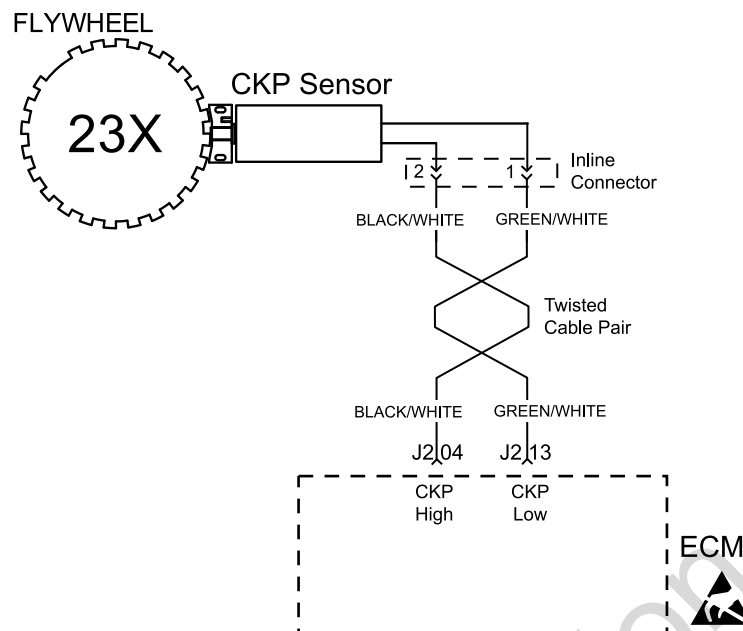 FLYWHEEL
CKP Sensor
23X
2
1
Inline
Connector
BLACK/WHITE
GREEN/WHITE
Twisted
Cable Pair
BLACK/WHITE
GREEN/WHITE
J2 04
J2 13
CKP
High
CKP
Low
ECM